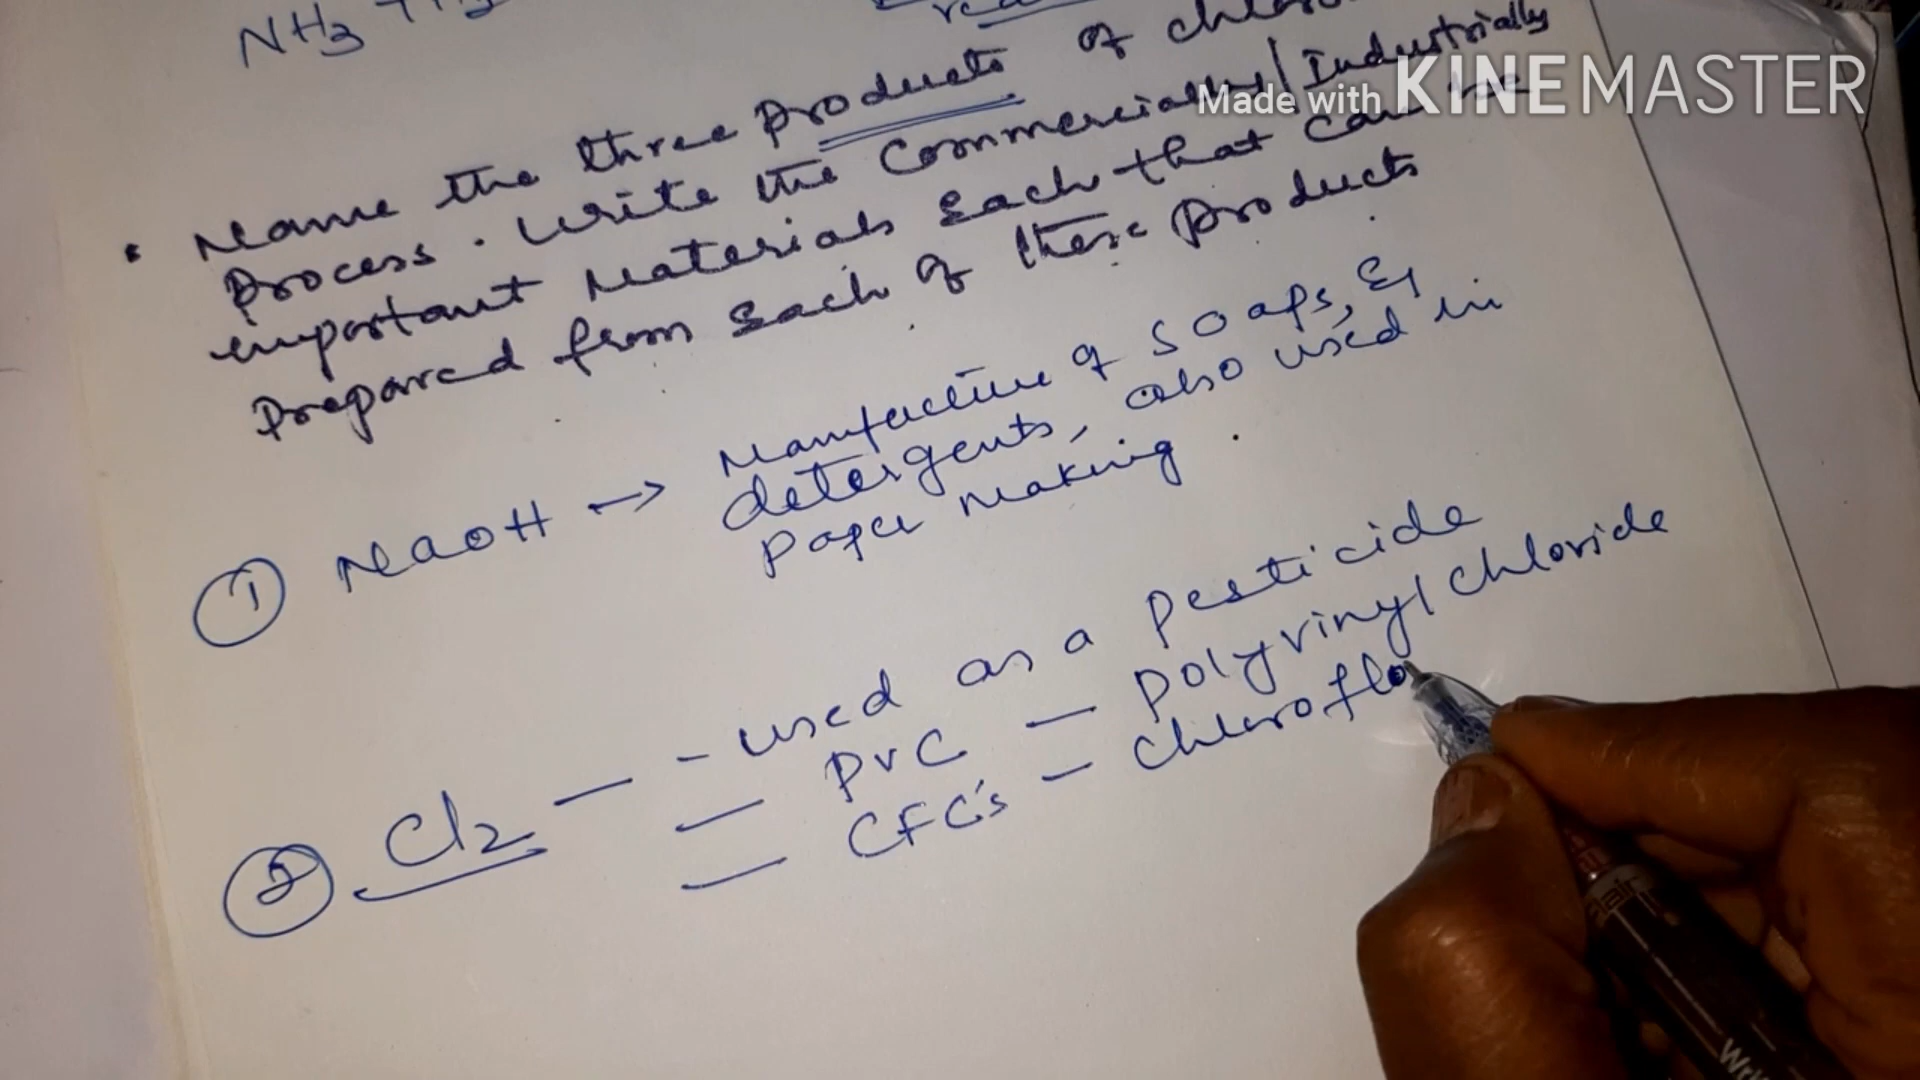 NH3
Made with KINEMASTER
• Name the three Products of
Process. Write the Commercially/Industrially
important Materials Each that can be
Prepared from Each of these Products
① NaOH → Manufacture of soaps, &
detergents, also used in
paper making.
② Cl2 — - used as a Pesticide
— PVC — Polyvinyl chloride
— CFC's — chloroflo